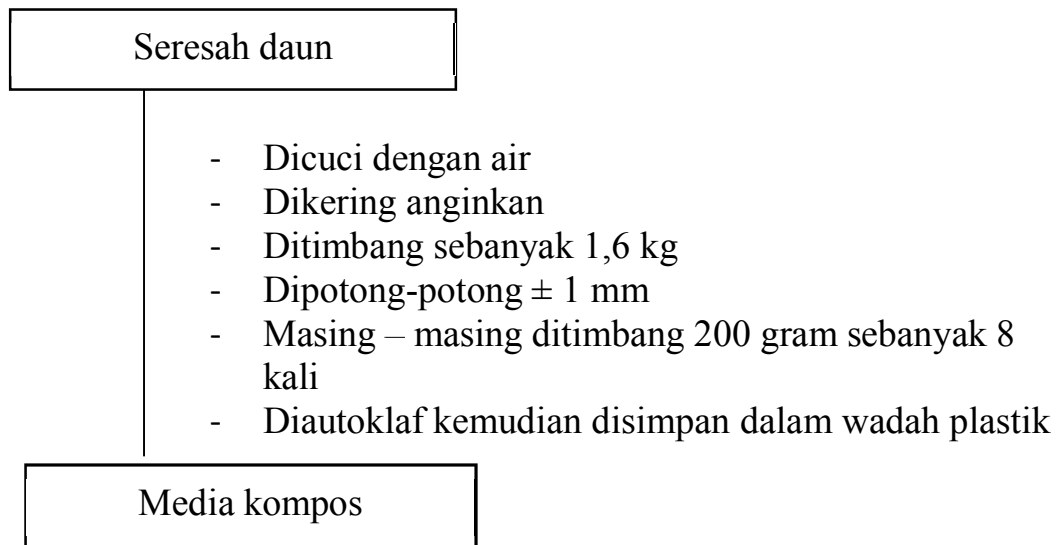 Seresah daun
- Dicuci dengan air
- Dikering anginkan
- Ditimbang sebanyak 1,6 kg
- Dipotong-potong ± 1 mm
- Masing – masing ditimbang 200 gram sebanyak 8
kali
- Diautoklaf kemudian disimpan dalam wadah plastik
Media kompos